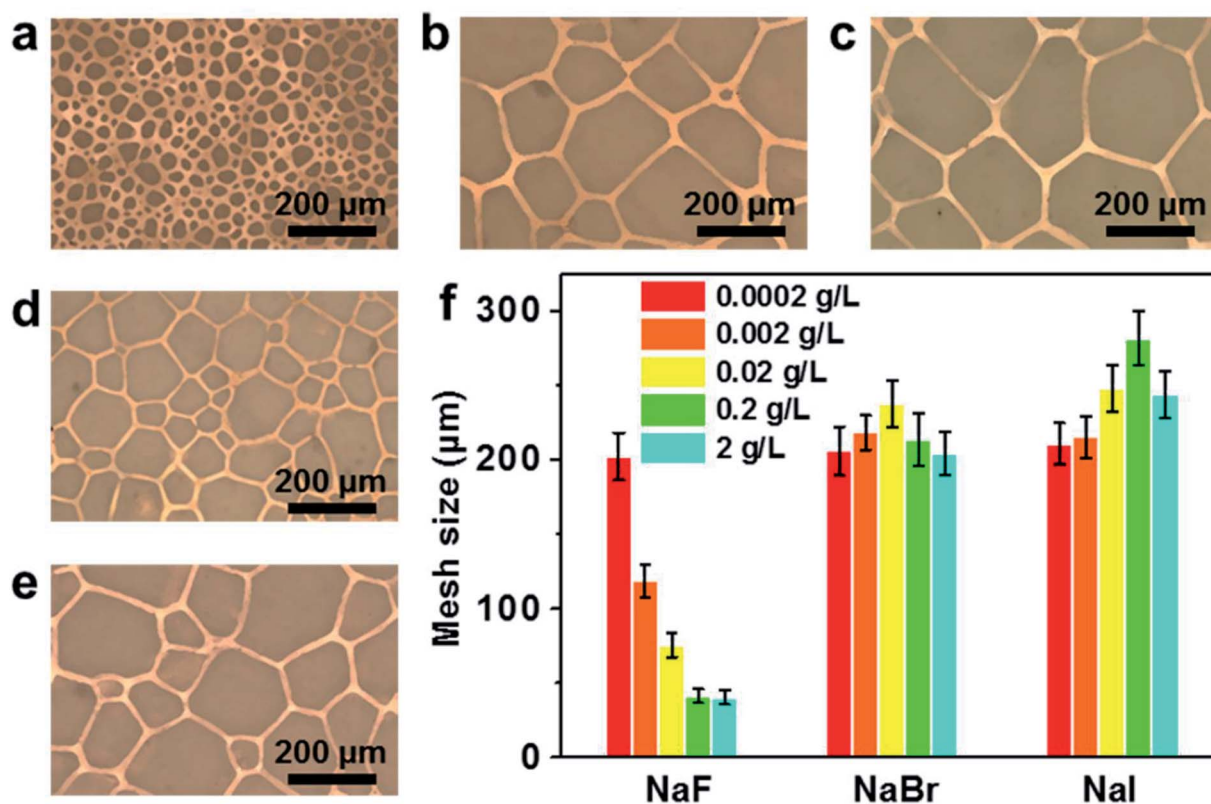 a
200 µm
b
200 µm
c
200 µm
d
200 µm
e
200 µm
f
0.0002 g/L
0.002 g/L
0.02 g/L
0.2 g/L
2 g/L
Mesh size (µm)
300
200
100
0
NaF
NaBr
NaI